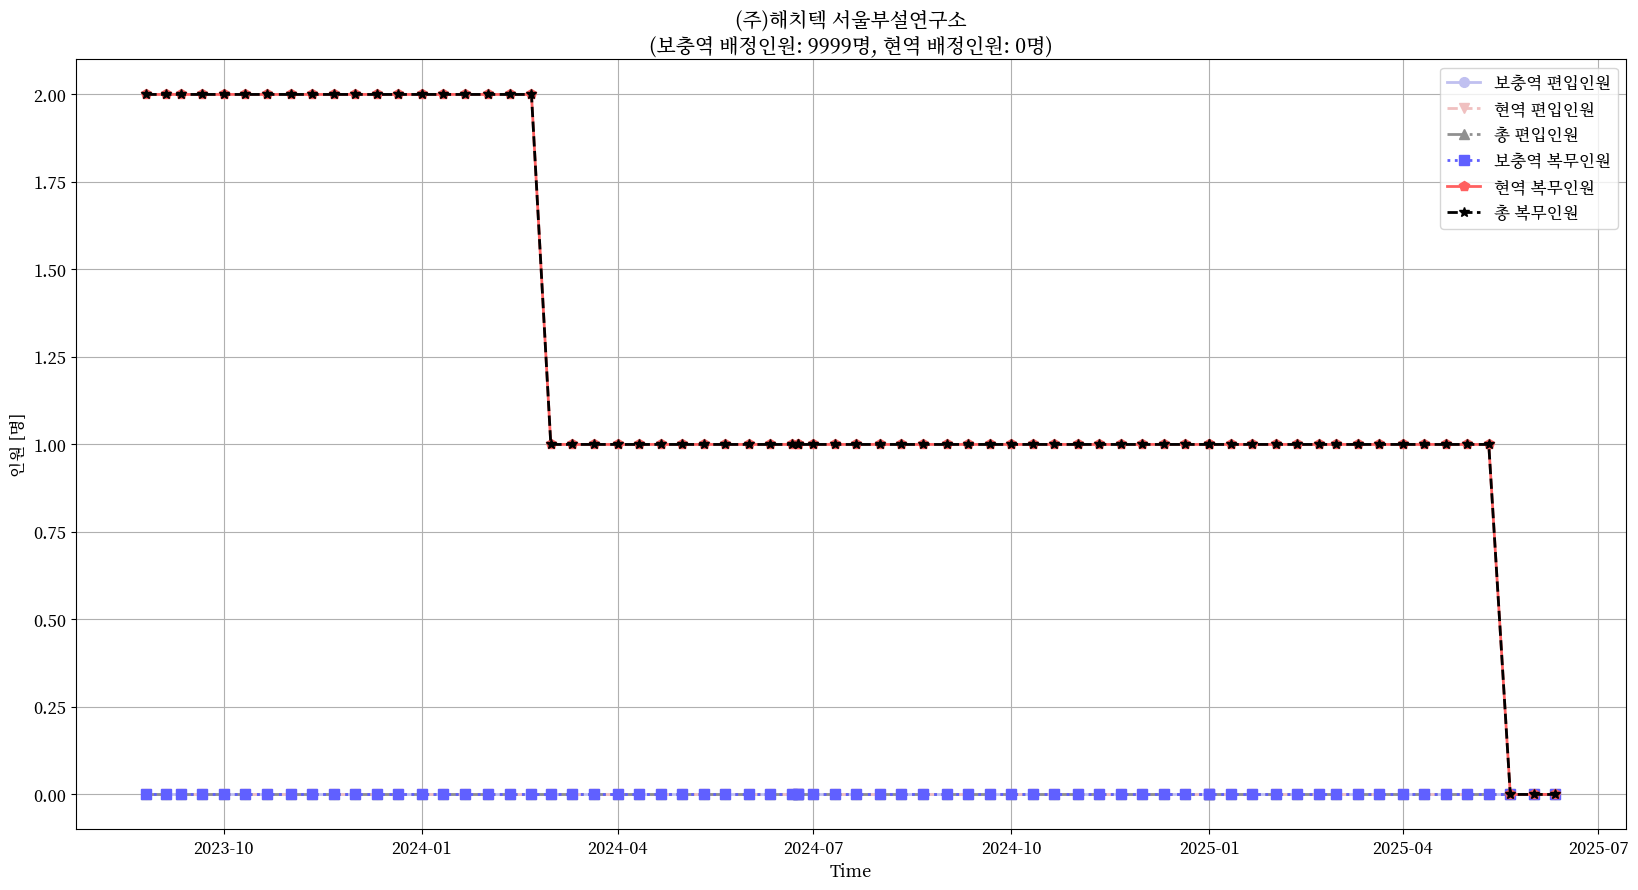 (주)해치텍 서울부설연구소
(보충역 배정인원: 9999명, 현역 배정인원: 0명)
보충역 편입인원
현역 편입인원
총 편입인원
보충역 복무인원
현역 복무인원
총 복무인원
인원 [명]
2.00
1.75
1.50
1.25
1.00
0.75
0.50
0.25
0.00
2023-10
2024-01
2024-04
2024-07
2024-10
2025-01
2025-04
2025-07
Time